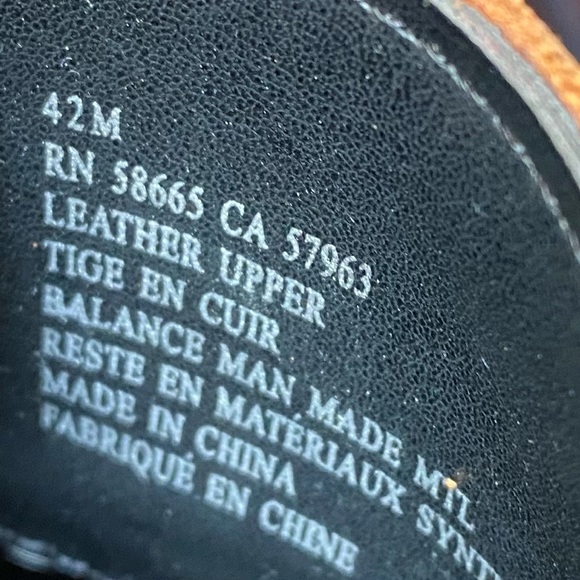 42M
RN 58665 CA 57963
LEATHER UPPER
TIGE EN CUIR
BALANCE MAN MADE MTL
RESTE EN MATÉRIAUX SYNT
MADE IN CHINA
FABRIQUÉ EN CHINE